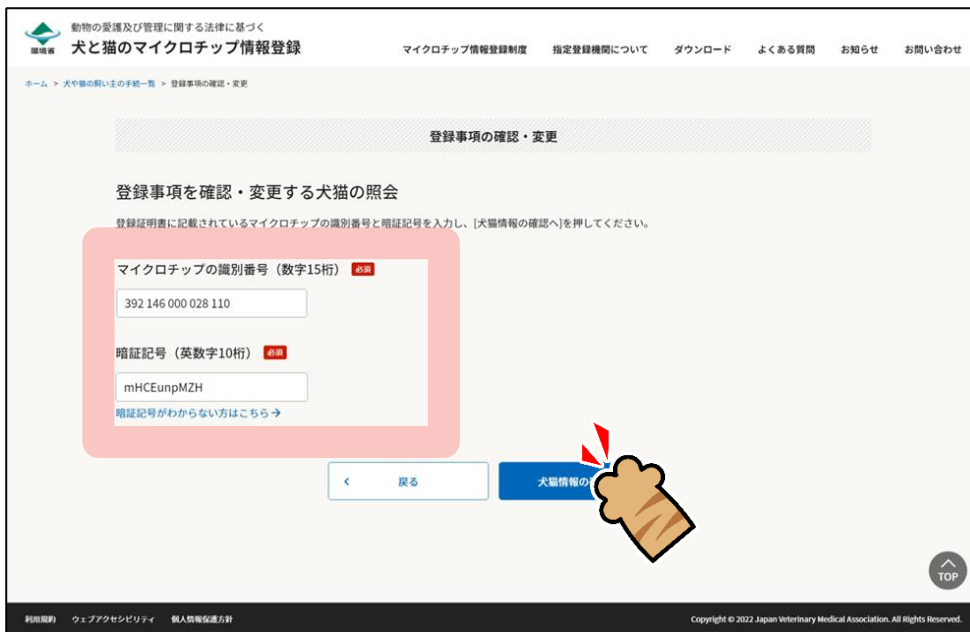 動物の愛護及び管理に関する法律に基づく
環境省 犬と猫のマイクロチップ情報登録
マイクロチップ情報登録制度 指定登録機関について ダウンロード よくある質問 お知らせ お問い合わせ
ホーム > 犬や猫の飼い主の手続一覧 > 登録事項の確認・変更
登録事項の確認・変更
登録事項を確認・変更する犬猫の照会
登録証明書に記載されているマイクロチップの識別番号と暗証記号を入力し、[犬猫情報の確認へ]を押してください。
マイクロチップの識別番号（数字15桁） 必須
392 146 000 028 110
暗証記号（英数字10桁） 必須
mHCEunpMZH
暗証記号がわからない方はこちら→
< 戻る
犬猫情報の
TOP
利用規約 ウェブアクセシビリティ 個人情報保護方針
Copyright © 2022 Japan Veterinary Medical Association. All Rights Reserved.